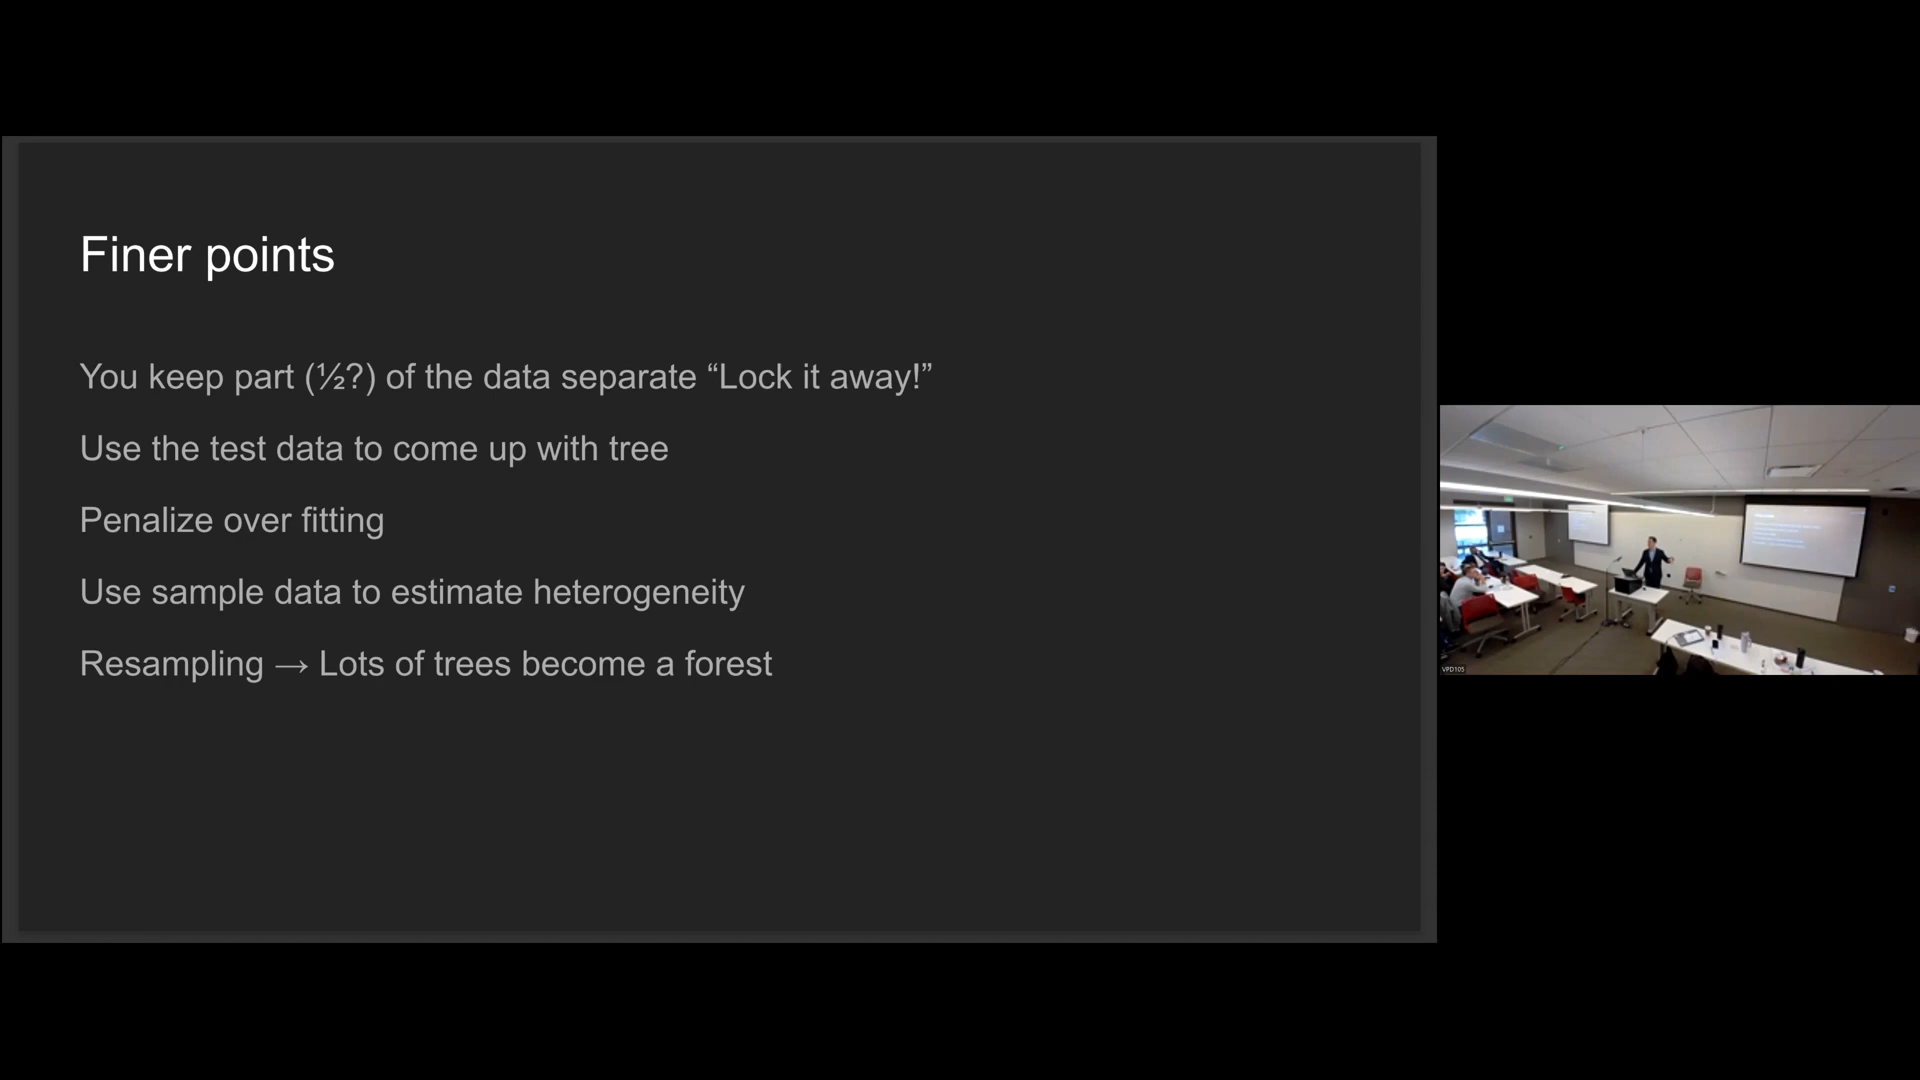 Finer points
You keep part (½?) of the data separate “Lock it away!”
Use the test data to come up with tree
Penalize over fitting
Use sample data to estimate heterogeneity
Resampling → Lots of trees become a forest
VPD105